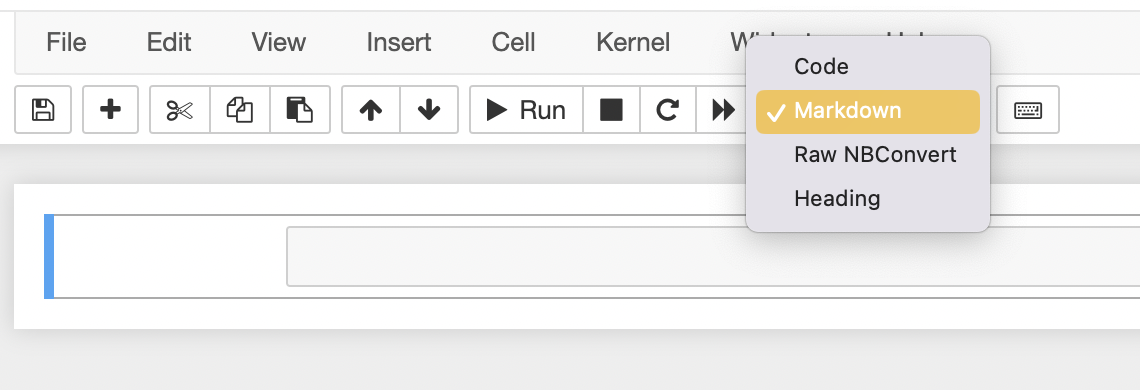 File Edit View Insert Cell Kernel
Run
Code
Markdown
Raw NBConvert
Heading